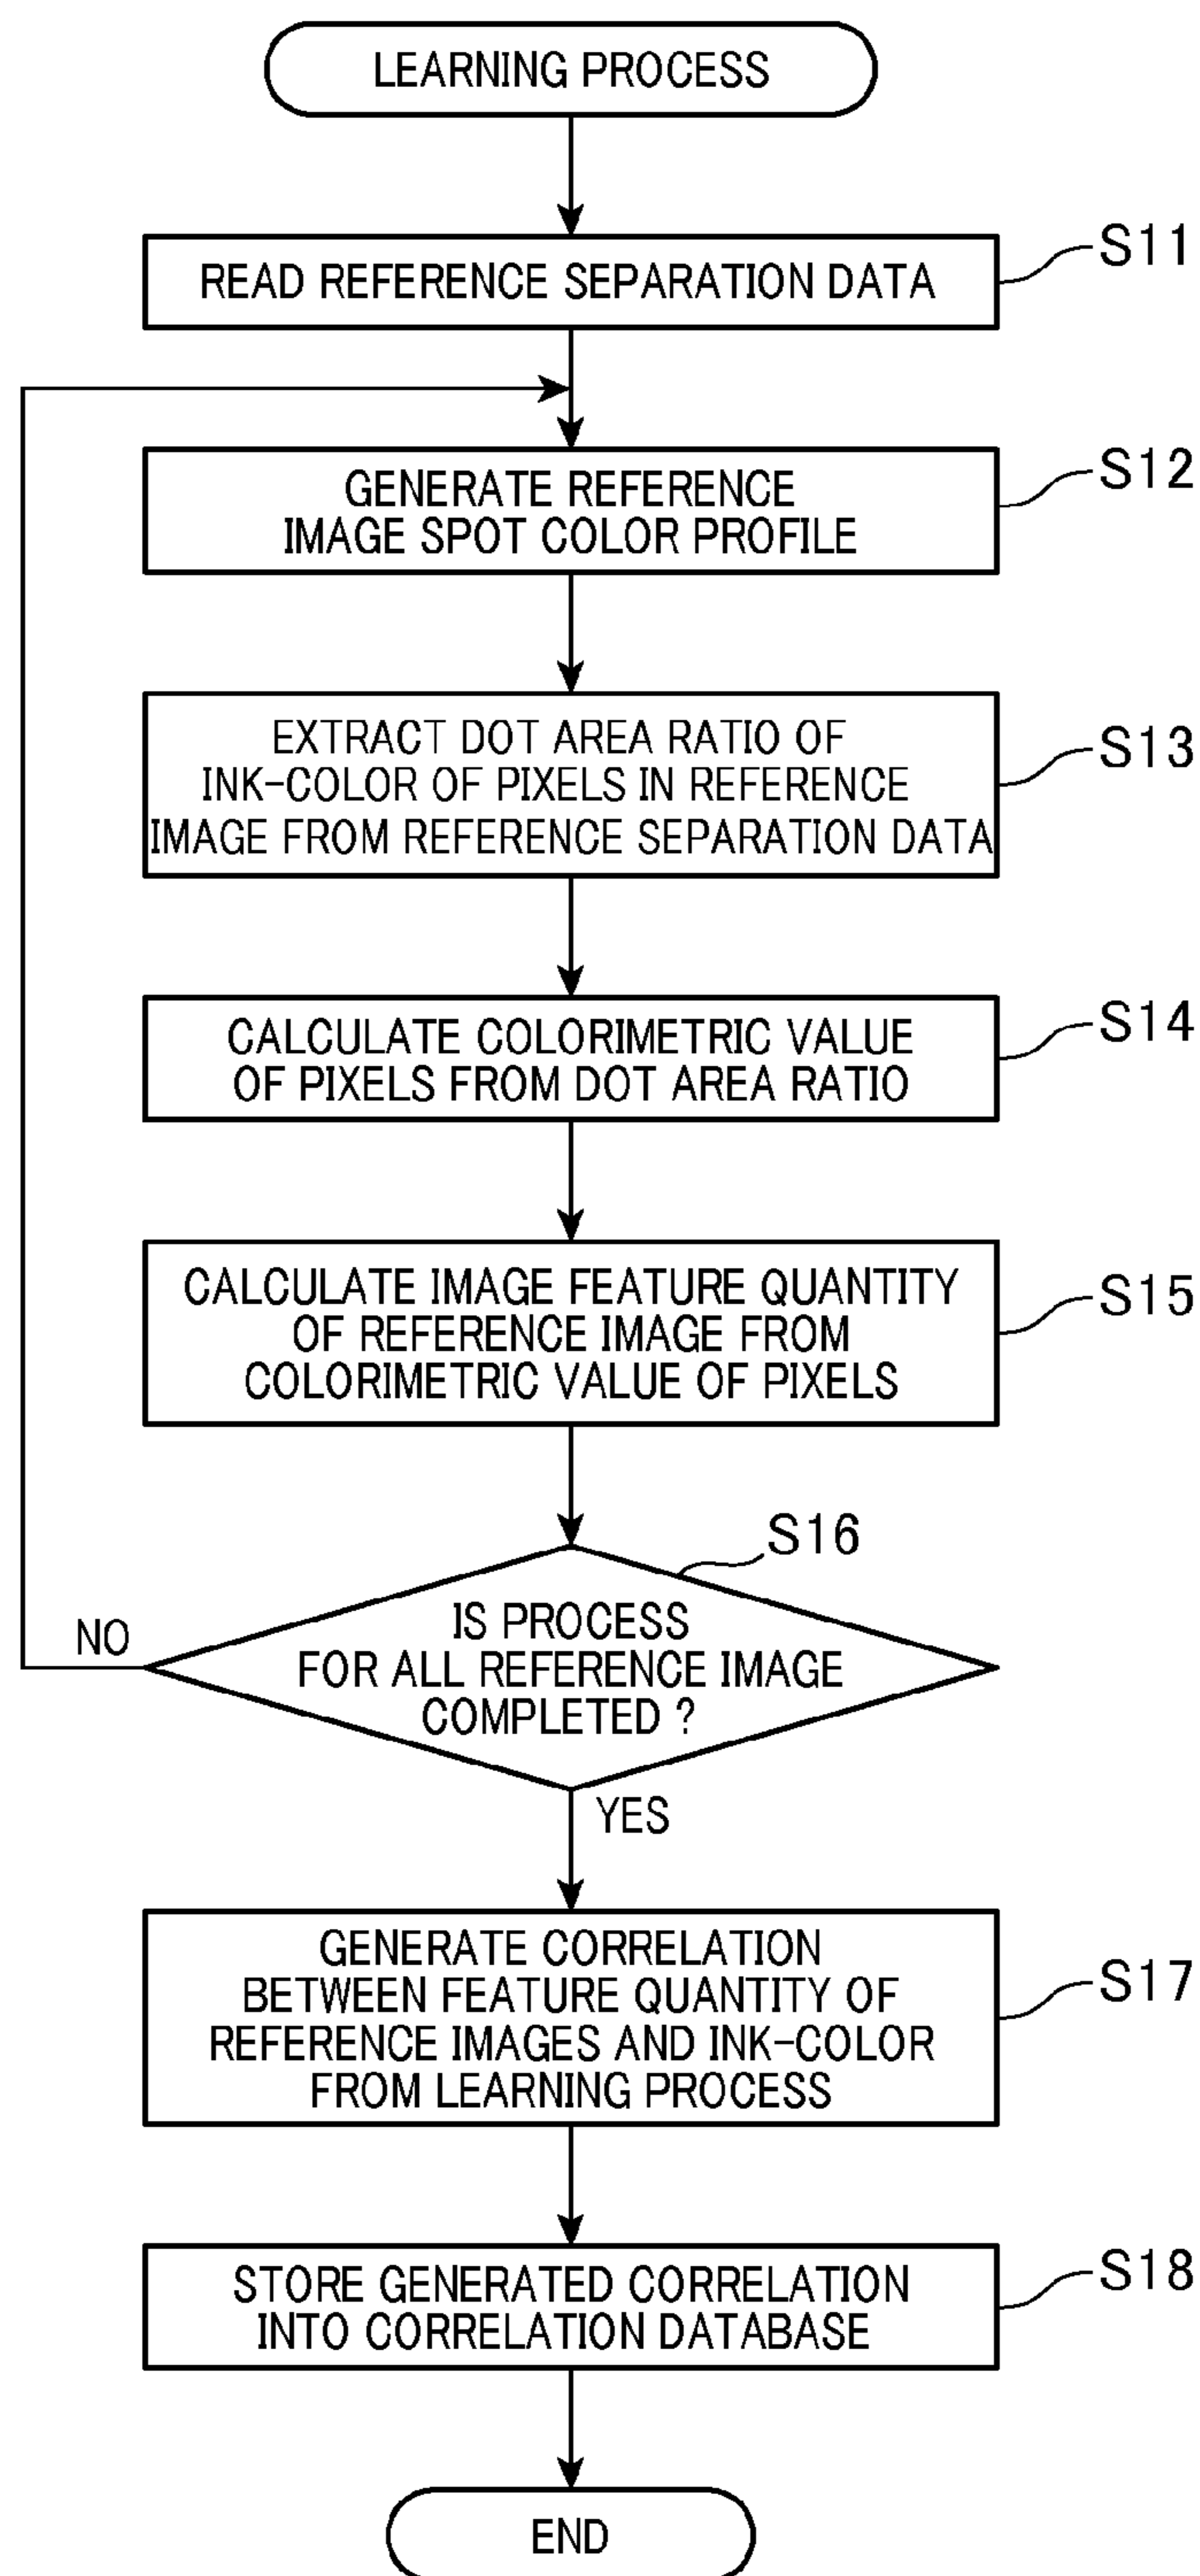 LEARNING PROCESS
READ REFERENCE SEPARATION DATA
S11
GENERATE REFERENCE
IMAGE SPOT COLOR PROFILE
S12
EXTRACT DOT AREA RATIO OF
INK-COLOR OF PIXELS IN REFERENCE
IMAGE FROM REFERENCE SEPARATION DATA
S13
CALCULATE COLORIMETRIC VALUE
OF PIXELS FROM DOT AREA RATIO
S14
CALCULATE IMAGE FEATURE QUANTITY
OF REFERENCE IMAGE FROM
COLORIMETRIC VALUE OF PIXELS
S15
S16
IS PROCESS
FOR ALL REFERENCE IMAGE
COMPLETED ?
NO
YES
GENERATE CORRELATION
BETWEEN FEATURE QUANTITY OF
REFERENCE IMAGES AND INK-COLOR
FROM LEARNING PROCESS
S17
STORE GENERATED CORRELATION
INTO CORRELATION DATABASE
S18
END